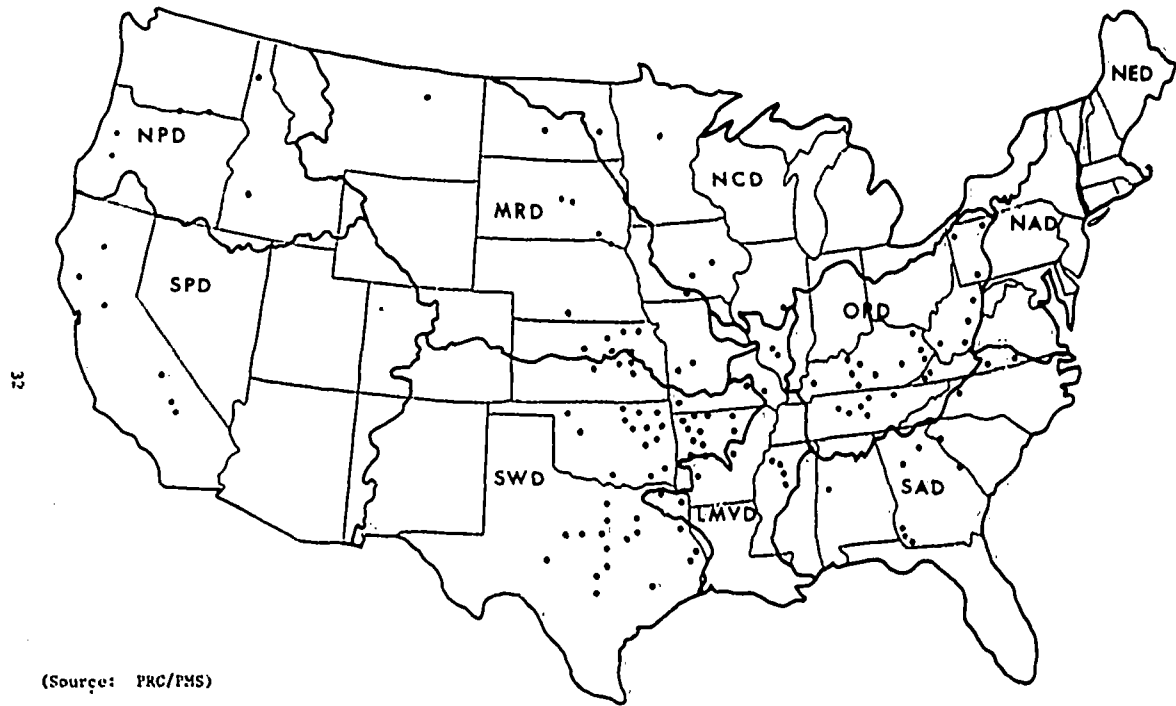 NED
NPD
NCD
MRD
NAD
SPD
ORD
32
SWD
LMVD
SAD
(Source: PRC/PMS)